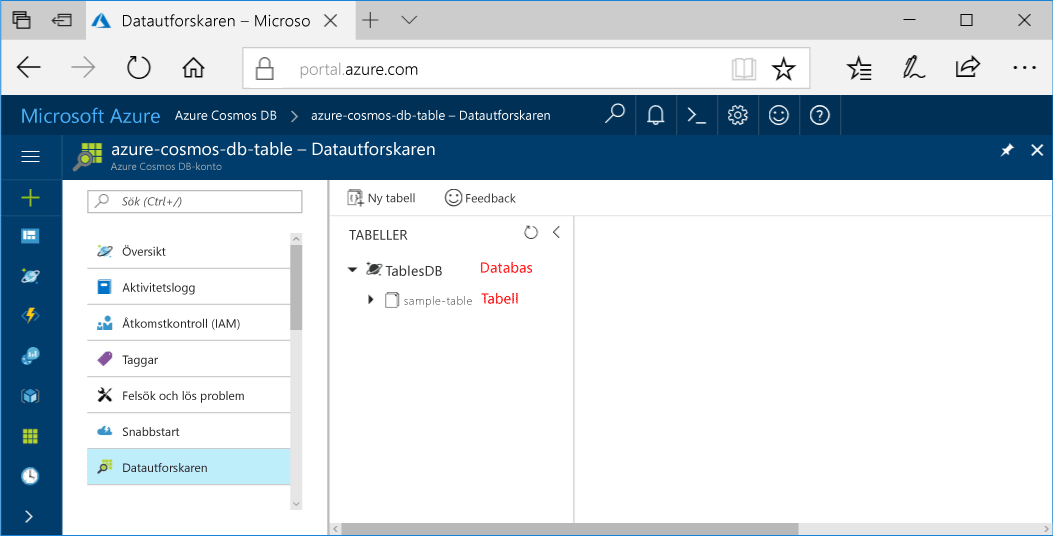 Datautforskaren – Microso
portal.azure.com
Microsoft Azure Azure Cosmos DB > azure-cosmos-db-table – Datautforskaren
azure-cosmos-db-table – Datautforskaren
Azure Cosmos DB-konto
Sök (Ctrl+/)
Översikt
Aktivitetslogg
Åtkomstkontroll (IAM)
Taggar
Felsök och lös problem
Snabbstart
Datautforskaren
Ny tabell Feedback
TABELLER
TablesDB Databas
sample-table Tabell